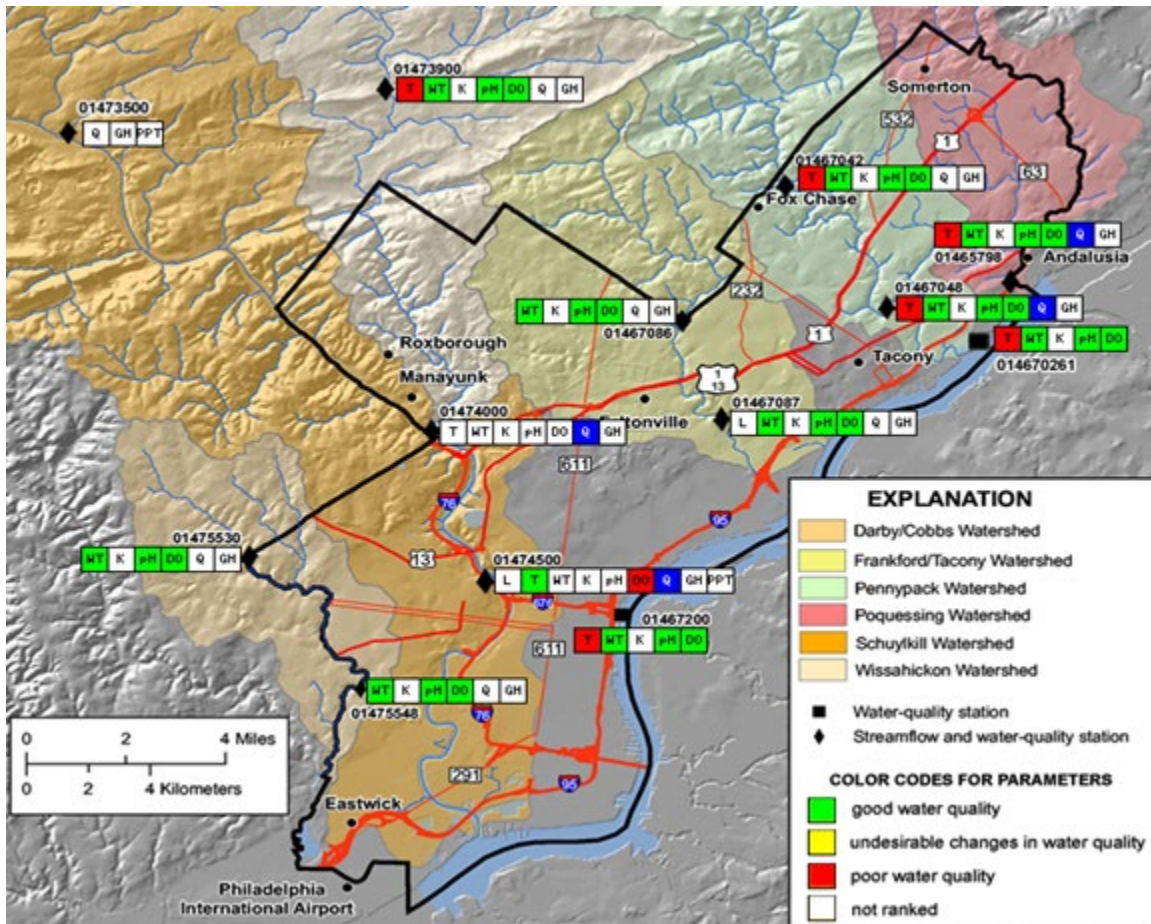 Somerton
01473900
T WT K pH DO Q GH
01473500
Q GH PPT
532
1
01467042
T WT K pH DO Q GH
63
Fox Chase
T WT K pH DO Q GH
01465798
Andalusia
232
01467048
T WT K pH DO Q GH
WT K pH DO Q GH
01467086
1
T WT K pH DO
014670261
Roxborough
Tacony
Manayunk
1
13
01474000
T WT K pH DO Q GH
01467087
L WT K pH DO Q GH
611
76
95
01475530
WT K pH DO Q GH
13
01474500
L T WT K pH DO Q GH PPT
676
01467200
T WT K pH DO
611
WT K pH DO Q GH
01475548
76
291
95
Eastwick
Philadelphia
International Airport
0 2 4 Miles
0 2 4 Kilometers
EXPLANATION
Darby/Cobbs Watershed
Frankford/Tacony Watershed
Pennypack Watershed
Poquessing Watershed
Schuylkill Watershed
Wissahickon Watershed
Water-quality station
Streamflow and water-quality station
COLOR CODES FOR PARAMETERS
good water quality
undesirable changes in water quality
poor water quality
not ranked